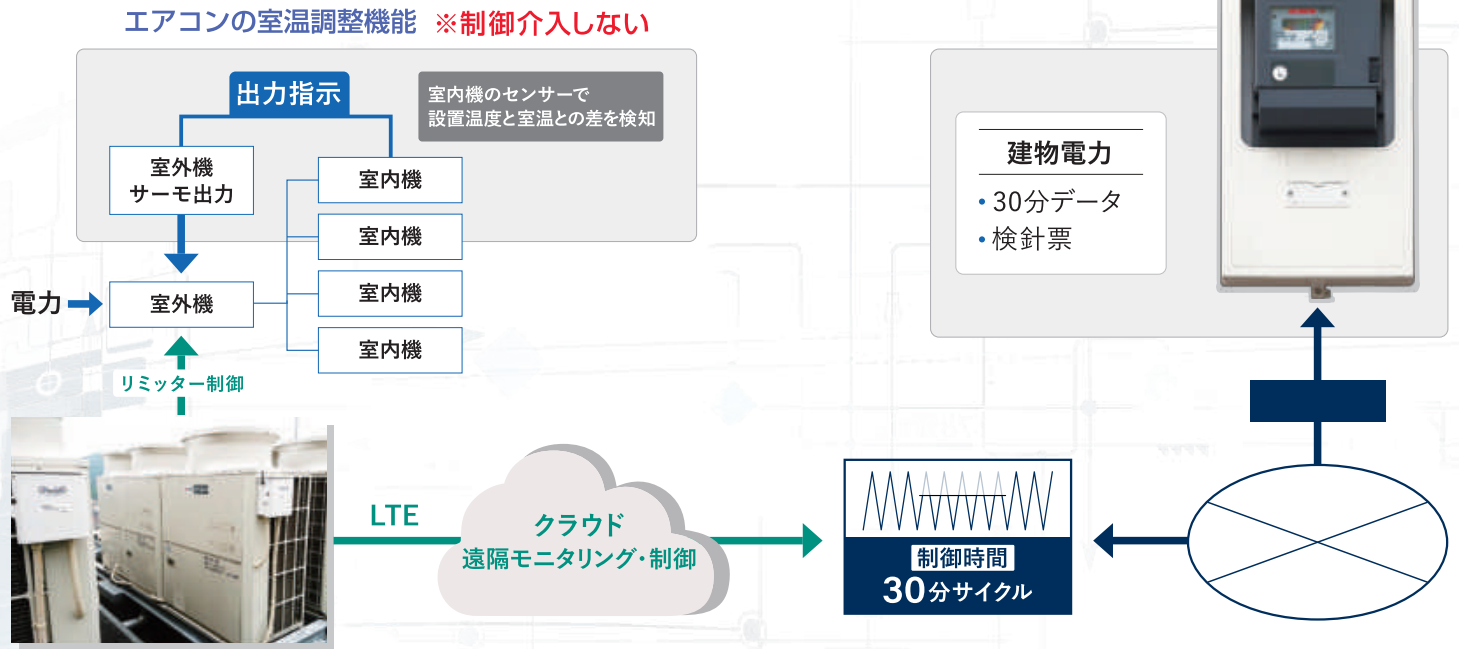 エアコンの室温調整機能 ※制御介入しない
出力指示
室内機のセンサーで
設置温度と室温との差を検知
室外機
サーモ出力
室内機
室内機
室内機
室内機
電力
室外機
リミッター制御
建物電力
• 30分データ
• 検針票
LTE
クラウド
遠隔モニタリング・制御
制御時間
30分サイクル